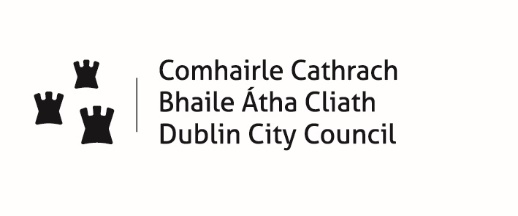 Comhairle Cathrach
Bhaile Átha Cliath
Dublin City Council